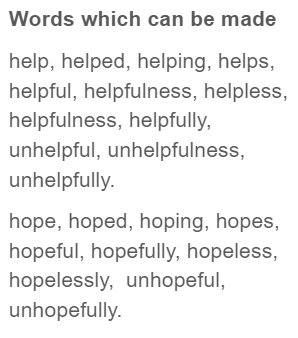 Words which can be made
help, helped, helping, helps,
helpful, helpfulness, helpless,
helpfulness, helpfully,
unhelpful, unhelpfulness,
unhelpfully.
hope, hoped, hoping, hopes,
hopeful, hopefully, hopeless,
hopelessly,  unhopeful,
unhopefully.